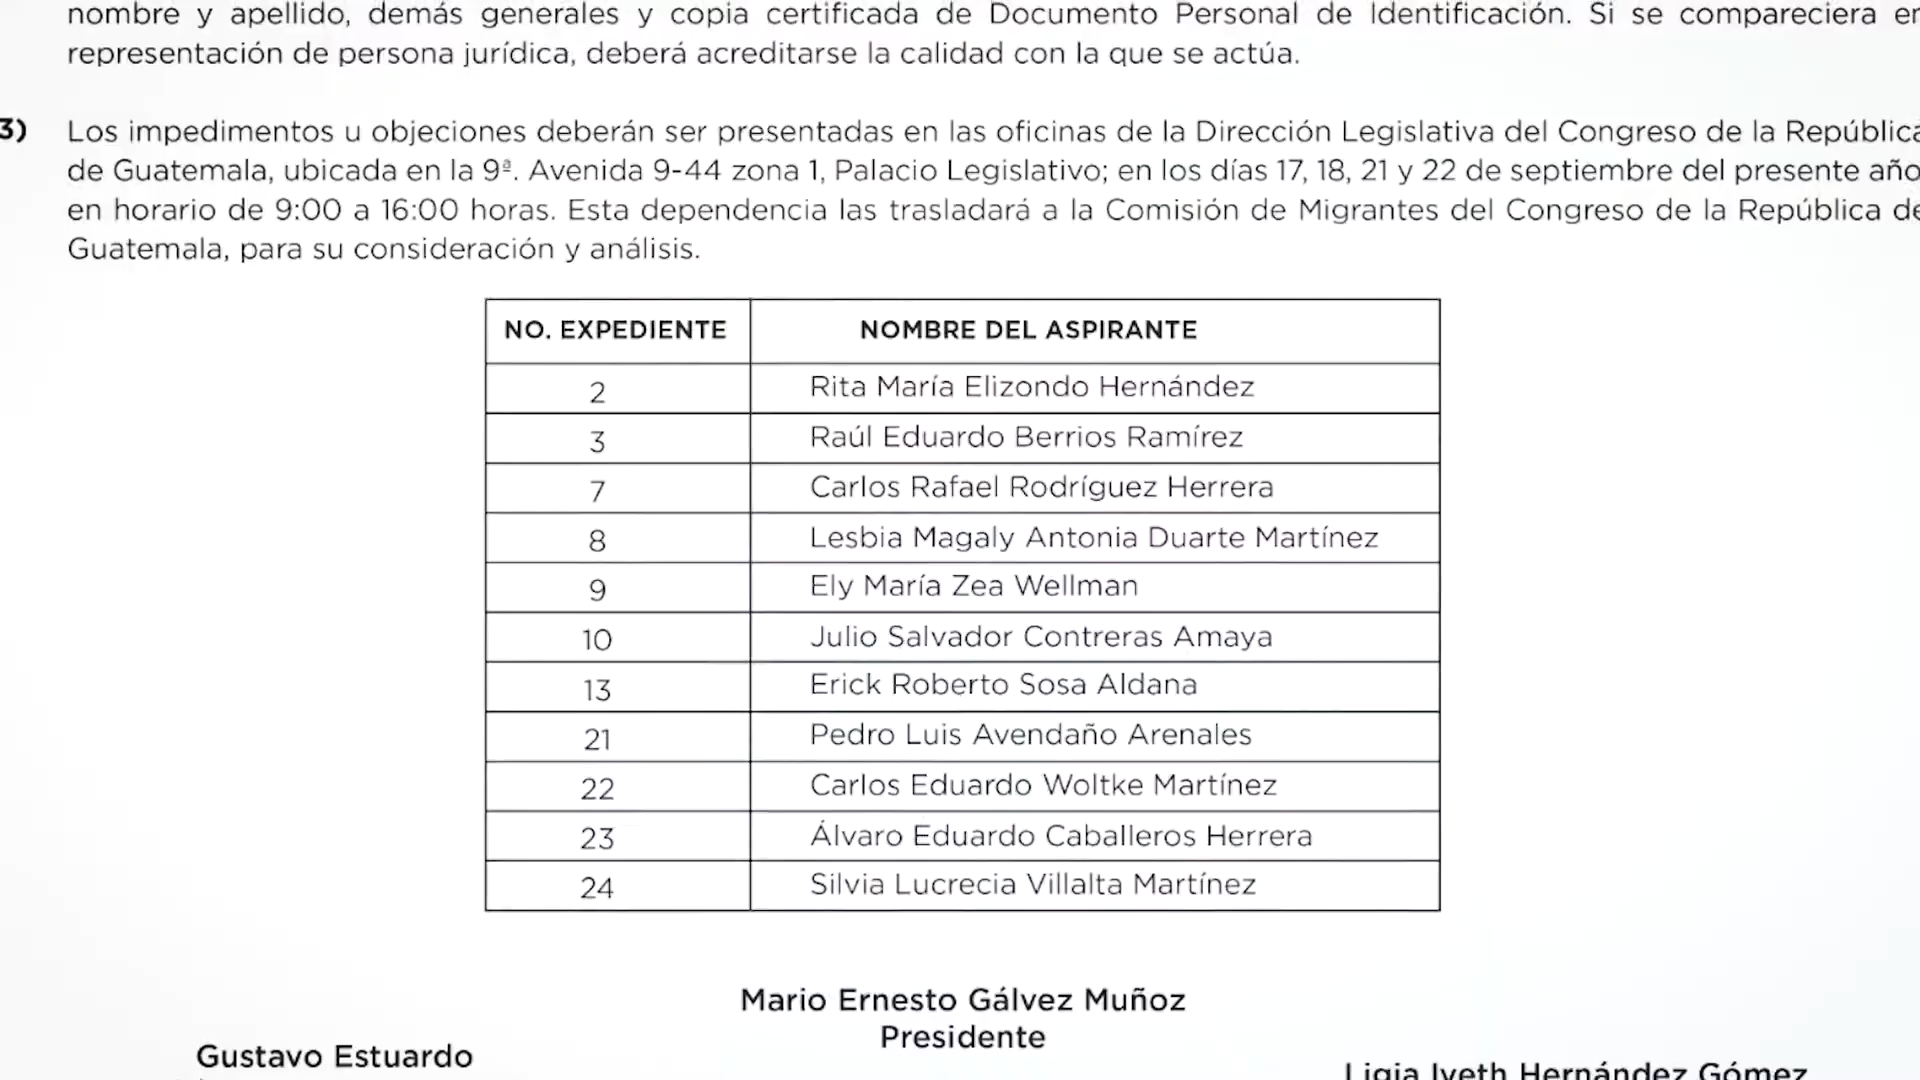 nombre y apellido, demás generales y copia certificada de Documento Personal de Identificación. Si se compareciera en
representación de persona jurídica, deberá acreditarse la calidad con la que se actúa.
3) Los impedimentos u objeciones deberán ser presentadas en las oficinas de la Dirección Legislativa del Congreso de la República
de Guatemala, ubicada en la 9ª. Avenida 9-44 zona 1, Palacio Legislativo; en los días 17, 18, 21 y 22 de septiembre del presente año
en horario de 9:00 a 16:00 horas. Esta dependencia las trasladará a la Comisión de Migrantes del Congreso de la República de
Guatemala, para su consideración y análisis.
NO. EXPEDIENTE NOMBRE DEL ASPIRANTE
2 Rita María Elizondo Hernández
3 Raúl Eduardo Berrios Ramírez
7 Carlos Rafael Rodríguez Herrera
8 Lesbia Magaly Antonia Duarte Martínez
9 Ely María Zea Wellman
10 Julio Salvador Contreras Amaya
13 Erick Roberto Sosa Aldana
21 Pedro Luis Avendaño Arenales
22 Carlos Eduardo Woltke Martínez
23 Álvaro Eduardo Caballeros Herrera
24 Silvia Lucrecia Villalta Martínez
Mario Ernesto Gálvez Muñoz
Presidente
Gustavo Estuardo
Ligia Iveth Hernández Gómez